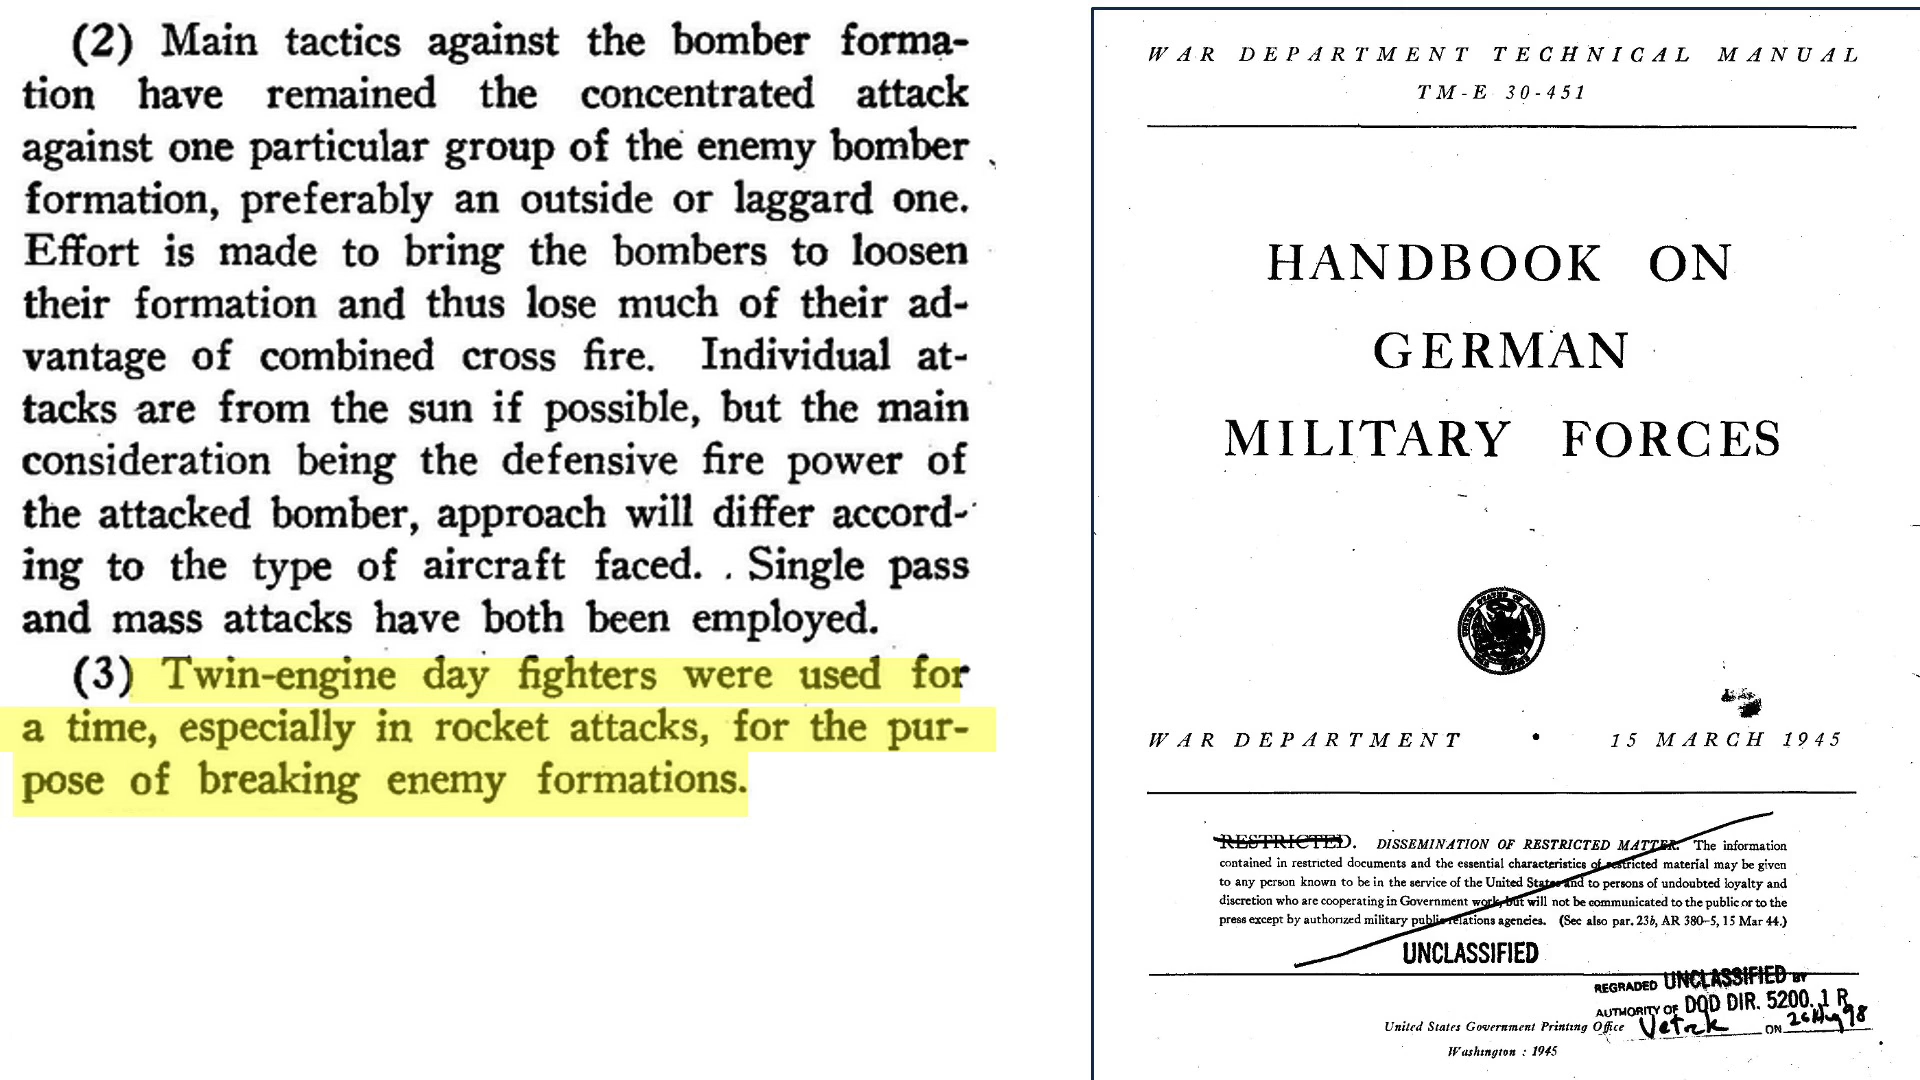 (2) Main tactics against the bomber forma-
tion have remained the concentrated attack
against one particular group of the enemy bomber
formation, preferably an outside or laggard one.
Effort is made to bring the bombers to loosen
their formation and thus lose much of their ad-
vantage of combined cross fire. Individual at-
tacks are from the sun if possible, but the main
consideration being the defensive fire power of
the attacked bomber, approach will differ accord-
ing to the type of aircraft faced. . Single pass
and mass attacks have both been employed.
(3) Twin-engine day fighters were used for
a time, especially in rocket attacks, for the pur-
pose of breaking enemy formations.
WAR DEPARTMENT TECHNICAL MANUAL
TM-E 30-451
HANDBOOK ON
GERMAN
MILITARY FORCES
WAR DEPARTMENT • 15 MARCH 1945
RESTRICTED. DISSEMINATION OF RESTRICTED MATTER. The information
contained in restricted documents and the essential characteristics of restricted material may be given
to any person known to be in the service of the United States and to persons of undoubted loyalty and
discretion who are cooperating in Government work, but will not be communicated to the public or to the
press except by authorized military public relations agencies. (See also par. 23b, AR 380-5, 15 Mar 44.)
UNCLASSIFIED
REGRADED UNCLASSIFIED BY
AUTHORITY OF DOD DIR. 5200. 1 R
ON
United States Government Printing Office
Washington : 1945